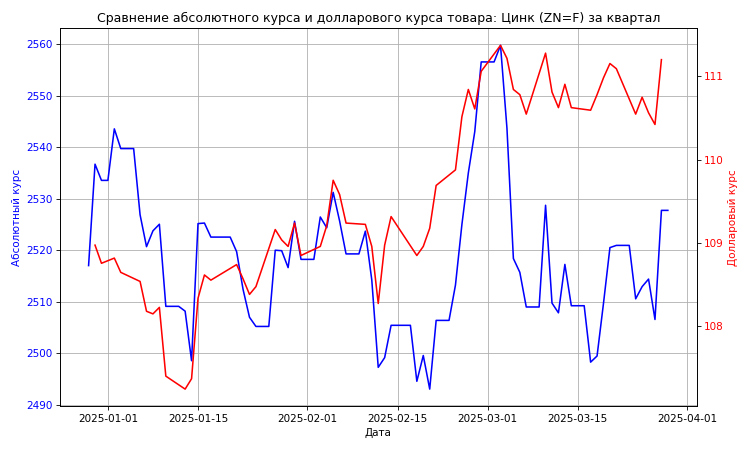 Сравнение абсолютного курса и долларового курса товара: Цинк (ZN=F) за квартал
Абсолютный курс
2560
2550
2540
2530
2520
2510
2500
2490
111
110
109
108
Долларовый курс
2025-01-01 2025-01-15 2025-02-01 2025-02-15 2025-03-01 2025-03-15 2025-04-01
Дата